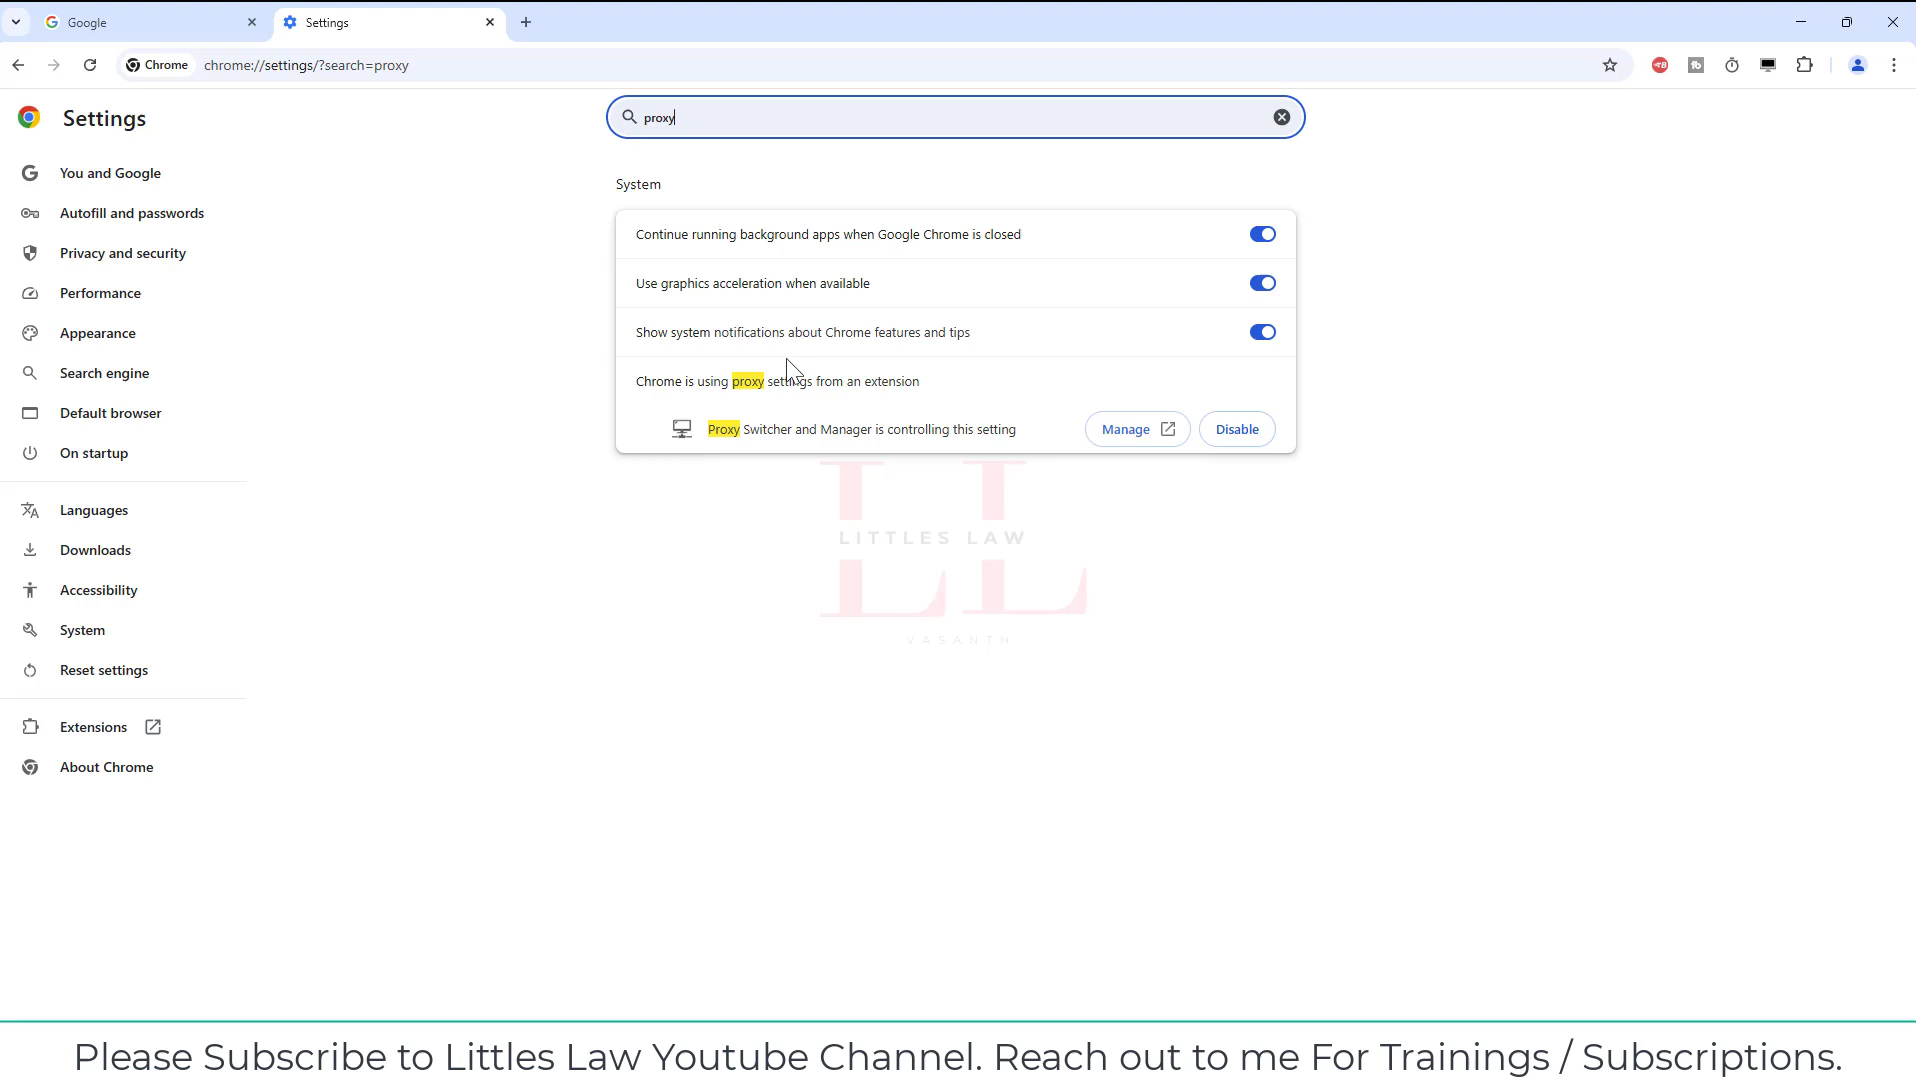 Google
Settings
Chrome
chrome://settings/?search=proxy
Settings
proxy
You and Google
Autofill and passwords
Privacy and security
Performance
Appearance
Search engine
Default browser
On startup
Languages
Downloads
Accessibility
System
Reset settings
Extensions
About Chrome
System
Continue running background apps when Google Chrome is closed
Use graphics acceleration when available
Show system notifications about Chrome features and tips
Chrome is using proxy settings from an extension
Proxy Switcher and Manager is controlling this setting
Manage
Disable
LL
LITTLES LAW
VASANTH
Please Subscribe to Littles Law Youtube Channel. Reach out to me For Trainings / Subscriptions.